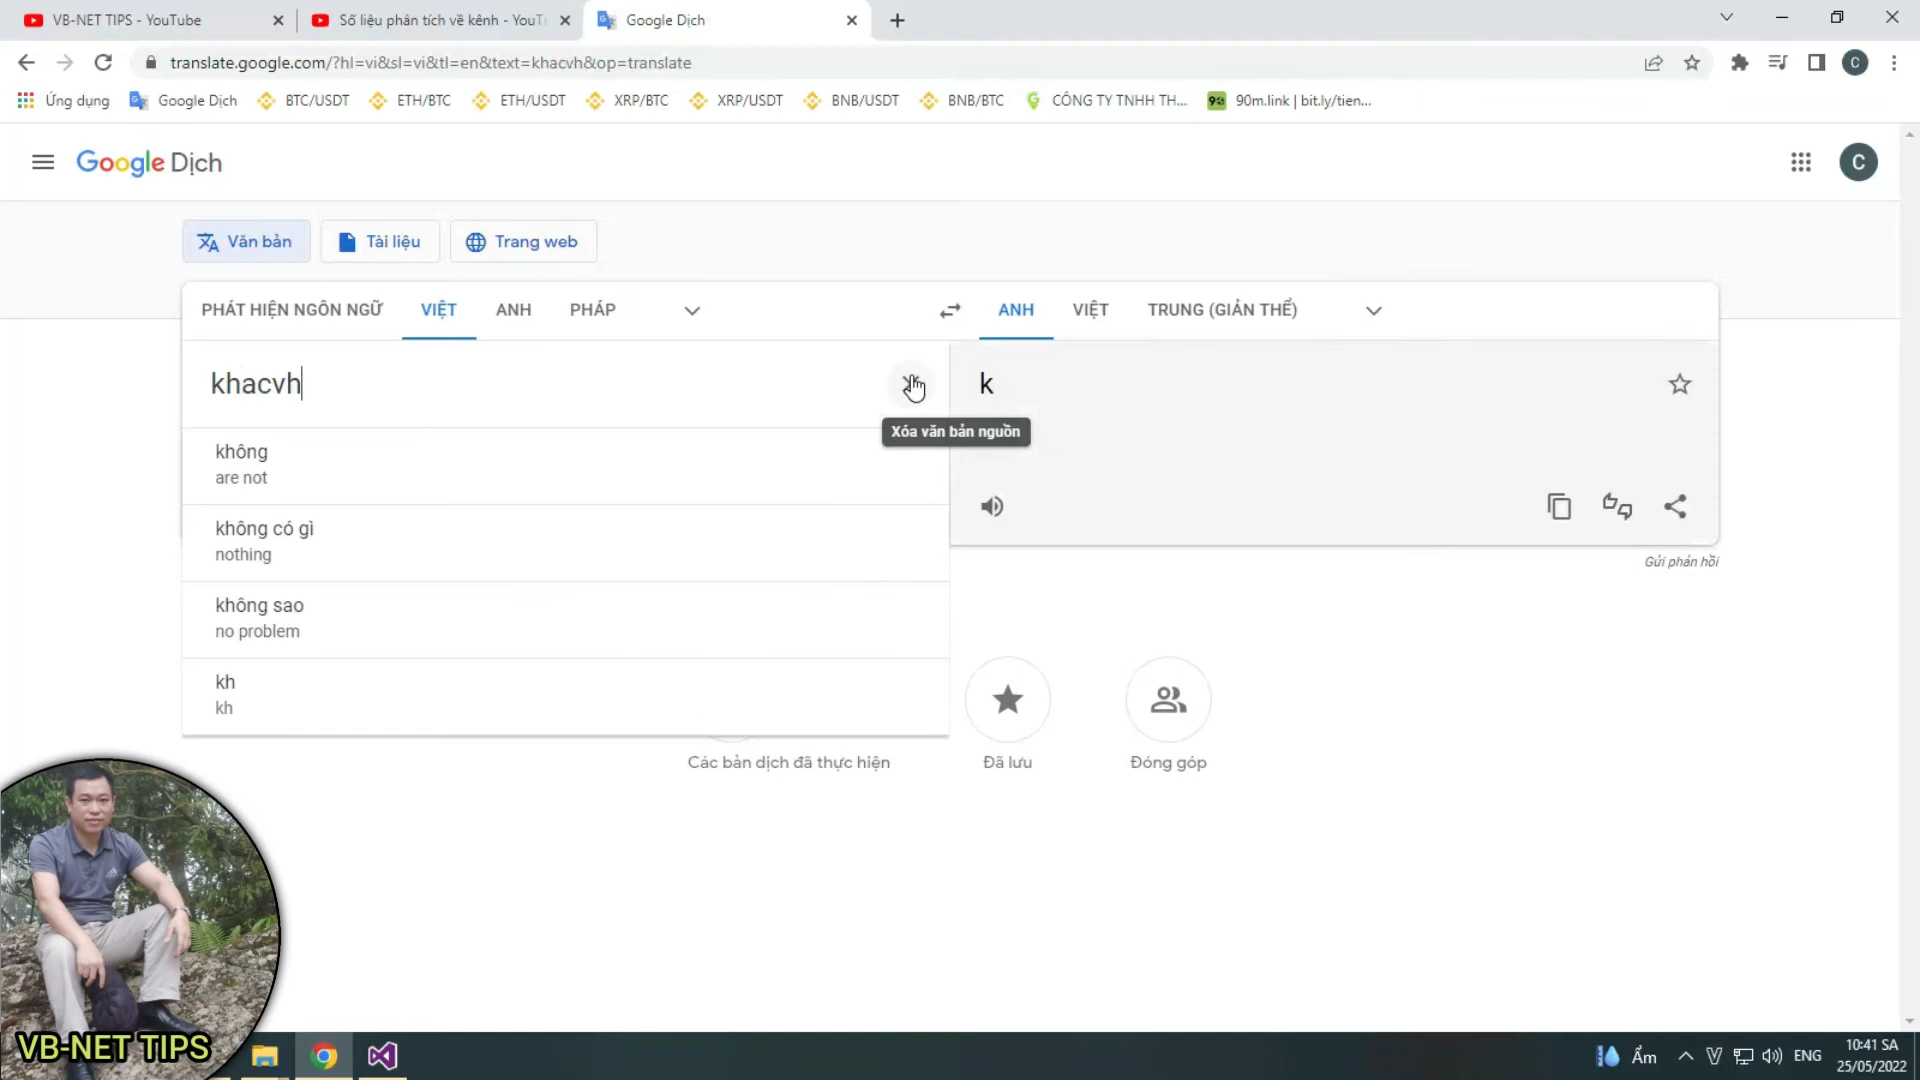 VB-NET TIPS - YouTube
Số liệu phân tích về kênh - YouT
Google Dịch
translate.google.com/?hl=vi&sl=vi&tl=en&text=khacvh&op=translate
C
Ứng dụng
Google Dịch
BTC/USDT
ETH/BTC
ETH/USDT
XRP/BTC
XRP/USDT
BNB/USDT
BNB/BTC
CÔNG TY TNHH TH...
90m.link | bit.ly/tien...
Google Dịch
C
Văn bản
Tài liệu
Trang web
PHÁT HIỆN NGÔN NGỮ
VIỆT
ANH
PHÁP
ANH
VIỆT
TRUNG (GIẢN THỂ)
khacvh
k
Xóa văn bản nguồn
không
are not
không có gì
nothing
không sao
no problem
kh
kh
Gửi phản hồi
Các bản dịch đã thực hiện
Đã lưu
Đóng góp
VB-NET TIPS
Ẩm
ENG
10:41 SA
25/05/2022